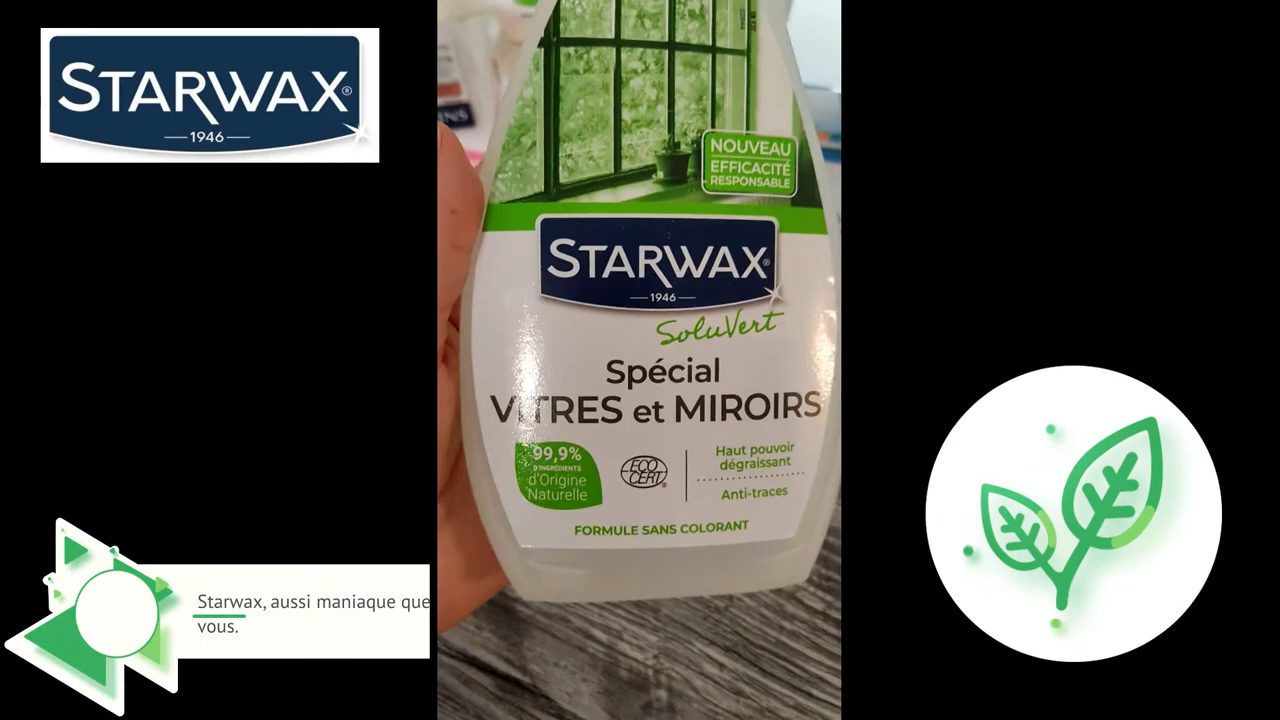 STARWAX®
1946
NOUVEAU
EFFICACITÉ
RESPONSABLE
STARWAX®
1946
SoluVert
Spécial
VITRES et MIROIRS
99,9%
D'INGRÉDIENTS
d'Origine
Naturelle
ECO
CERT®
Haut pouvoir
dégraissant
Anti-traces
FORMULE SANS COLORANT
Starwax, aussi maniaque que
vous.